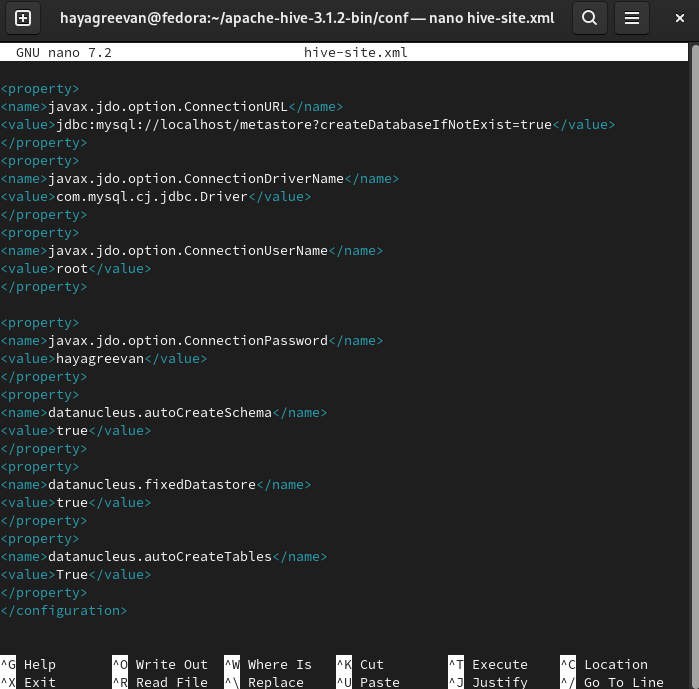 hayagreevan@fedora:~/apache-hive-3.1.2-bin/conf — nano hive-site.xml
GNU nano 7.2 hive-site.xml
<property>
<name>javax.jdo.option.ConnectionURL</name>
<value>jdbc:mysql://localhost/metastore?createDatabaseIfNotExist=true</value>
</property>
<property>
<name>javax.jdo.option.ConnectionDriverName</name>
<value>com.mysql.cj.jdbc.Driver</value>
</property>
<property>
<name>javax.jdo.option.ConnectionUserName</name>
<value>root</value>
</property>
<property>
<name>javax.jdo.option.ConnectionPassword</name>
<value>hayagreevan</value>
</property>
<property>
<name>datanucleus.autoCreateSchema</name>
<value>true</value>
</property>
<property>
<name>datanucleus.fixedDatastore</name>
<value>true</value>
</property>
<property>
<name>datanucleus.autoCreateTables</name>
<value>True</value>
</property>
</configuration>
^G Help ^O Write Out ^W Where Is ^K Cut ^T Execute ^C Location
^X Exit ^R Read File ^\ Replace ^U Paste ^J Justify ^/ Go To Line